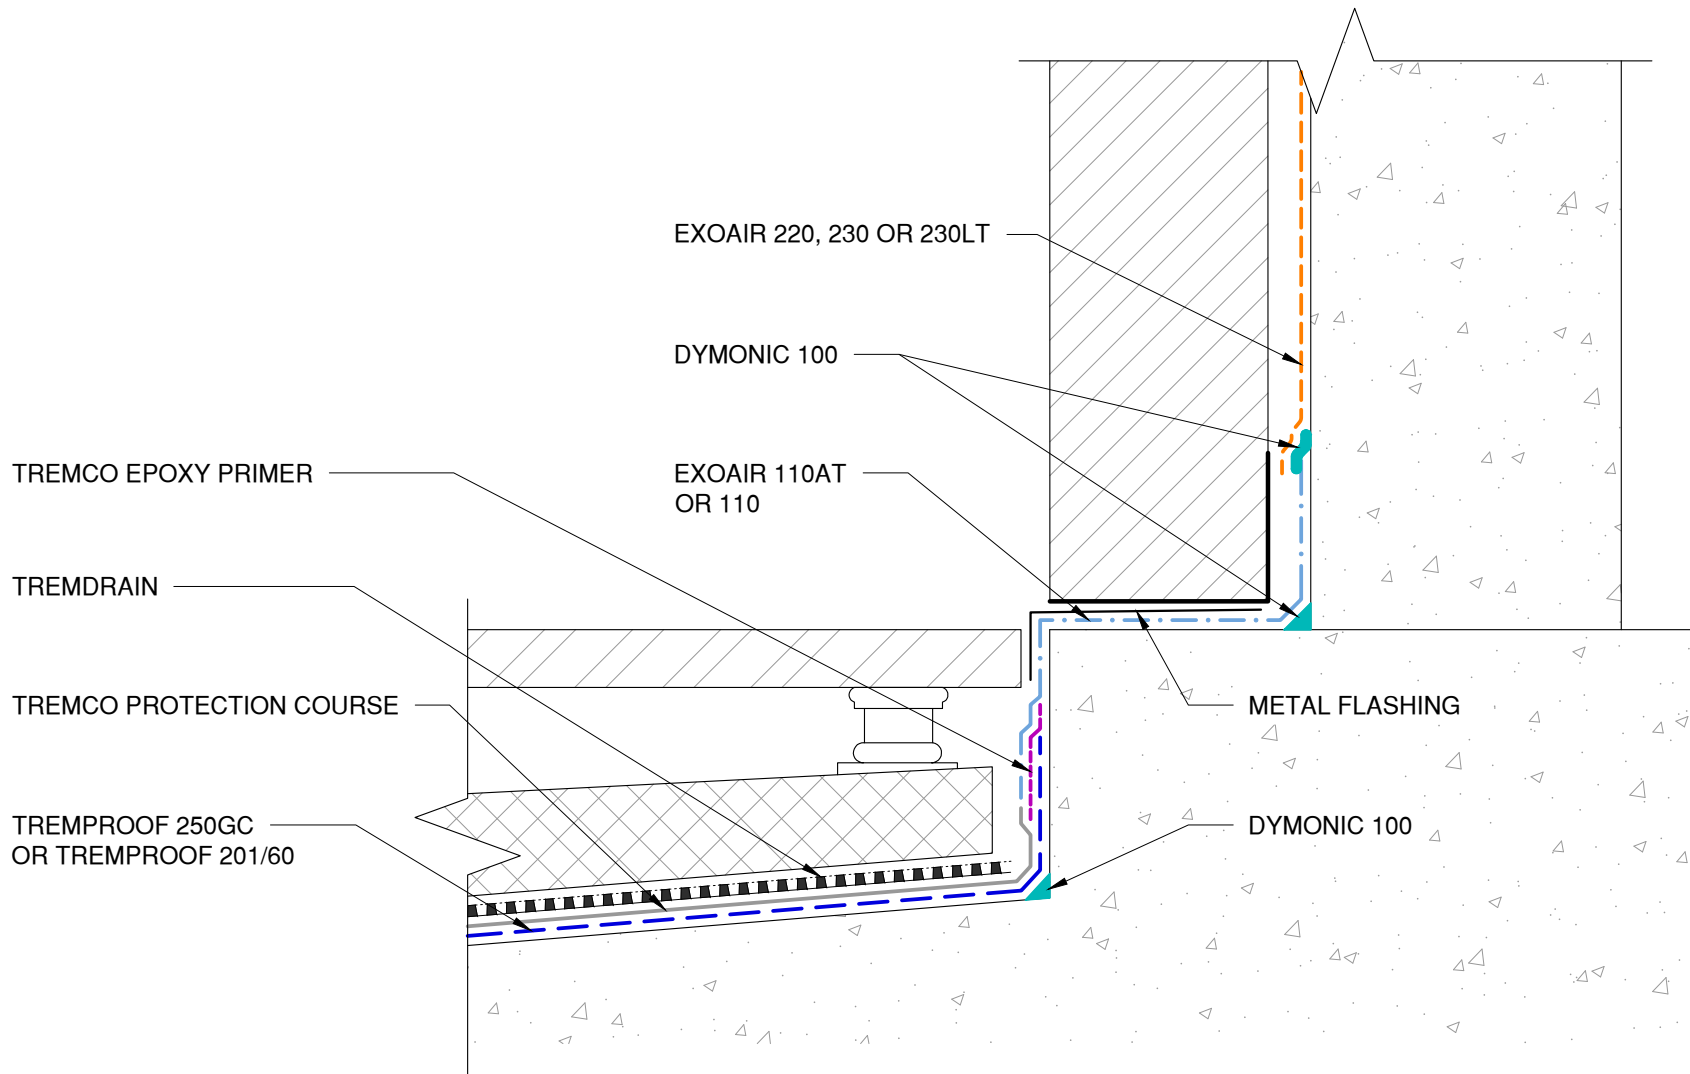 EXOAIR 220, 230 OR 230LT
DYMONIC 100
EXOAIR 110AT
OR 110
TREMCO EPOXY PRIMER
TREMDRAIN
TREMCO PROTECTION COURSE
TREMPROOF 250GC
OR TREMPROOF 201/60
METAL FLASHING
DYMONIC 100